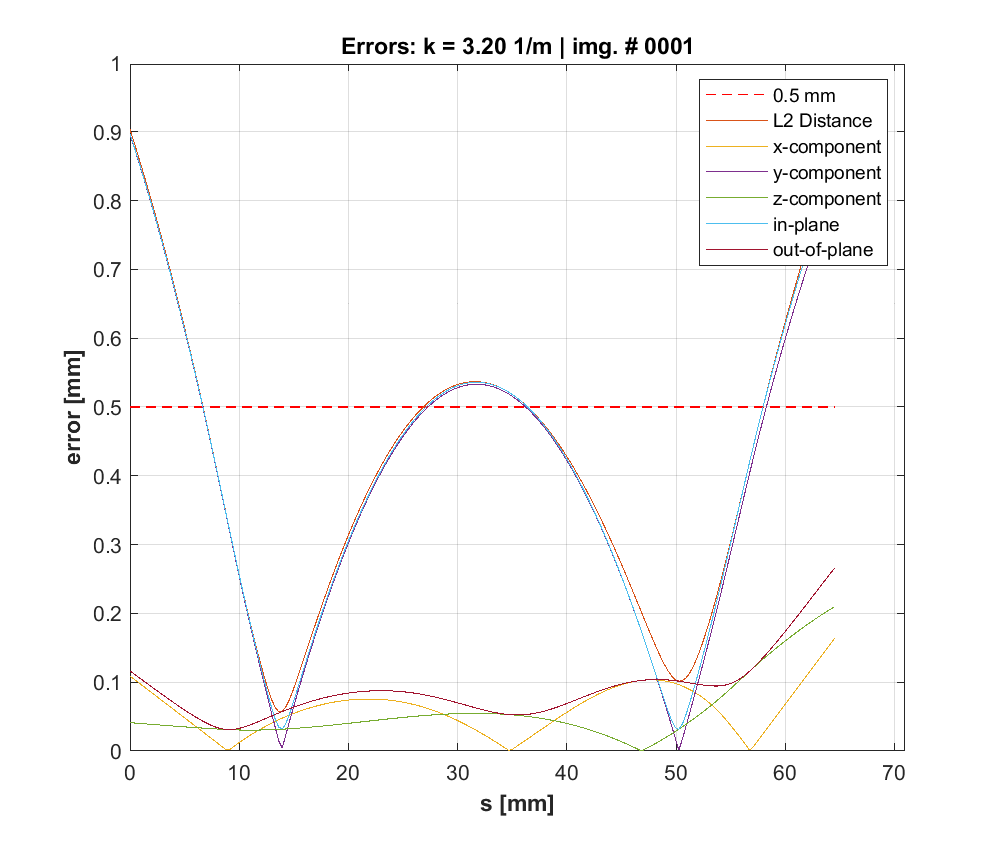 Errors: k = 3.20 1/m | img. # 0001
1
0.9
0.8
0.7
0.6
0.5
0.4
0.3
0.2
0.1
0
error [mm]
0.5 mm
L2 Distance
x-component
y-component
z-component
in-plane
out-of-plane
0 10 20 30 40 50 60 70
s [mm]